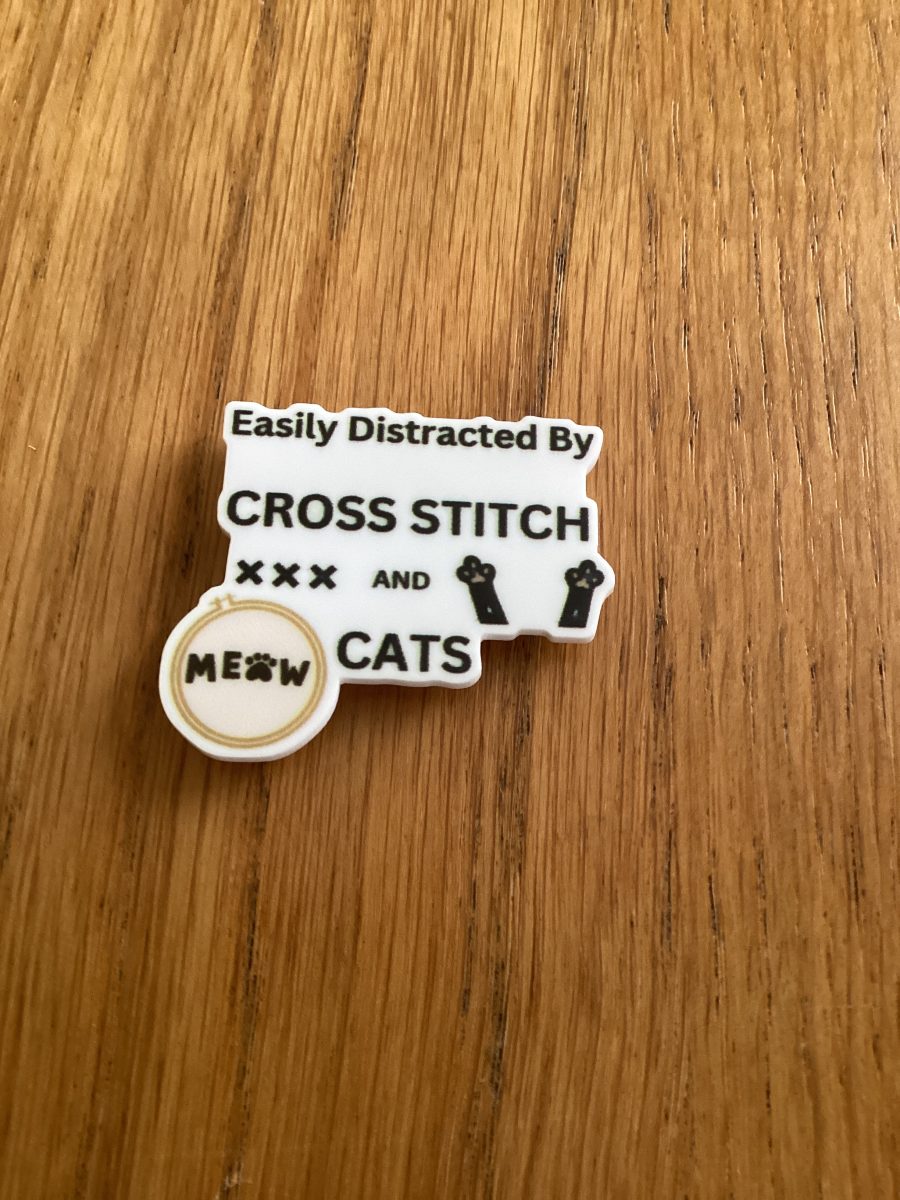 Easily Distracted By
CROSS STITCH
××× AND
CATS
MEOW